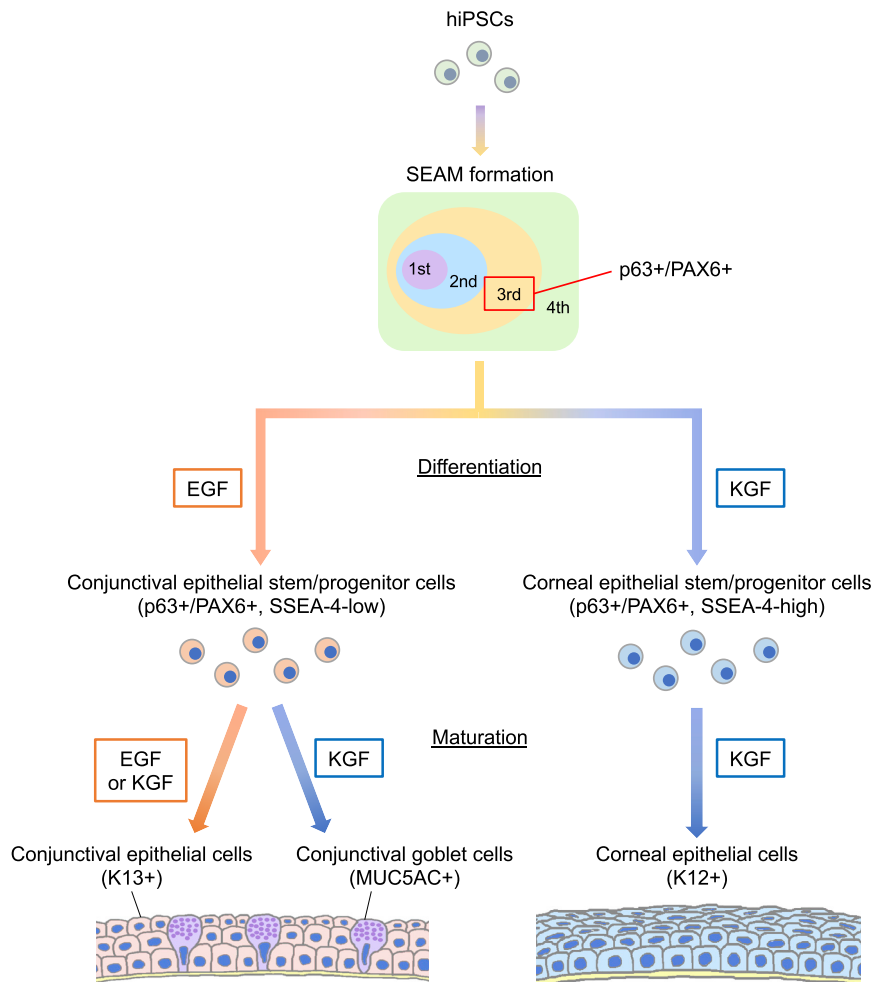 hiPSCs
SEAM formation
1st
2nd
3rd
4th
p63+/PAX6+
Differentiation
EGF
KGF
Conjunctival epithelial stem/progenitor cells
(p63+/PAX6+, SSEA-4-low)
Corneal epithelial stem/progenitor cells
(p63+/PAX6+, SSEA-4-high)
Maturation
EGF
or KGF
KGF
KGF
Conjunctival epithelial cells
(K13+)
Conjunctival goblet cells
(MUC5AC+)
Corneal epithelial cells
(K12+)